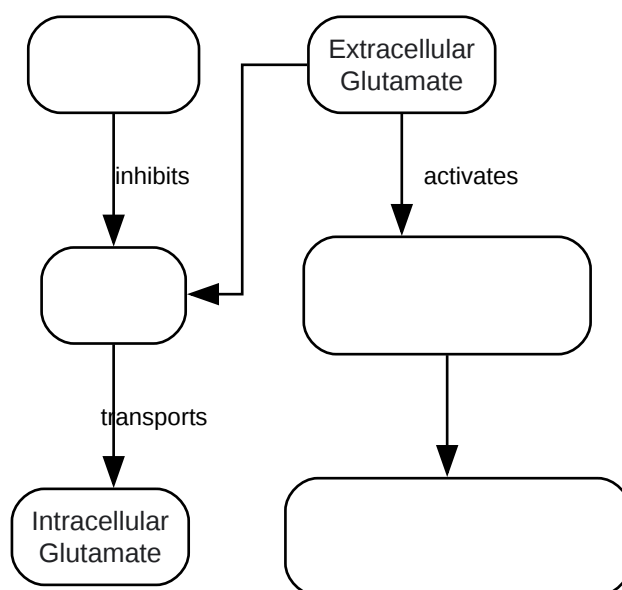 Extracellular
Glutamate
inhibits
activates
transports
Intracellular
Glutamate